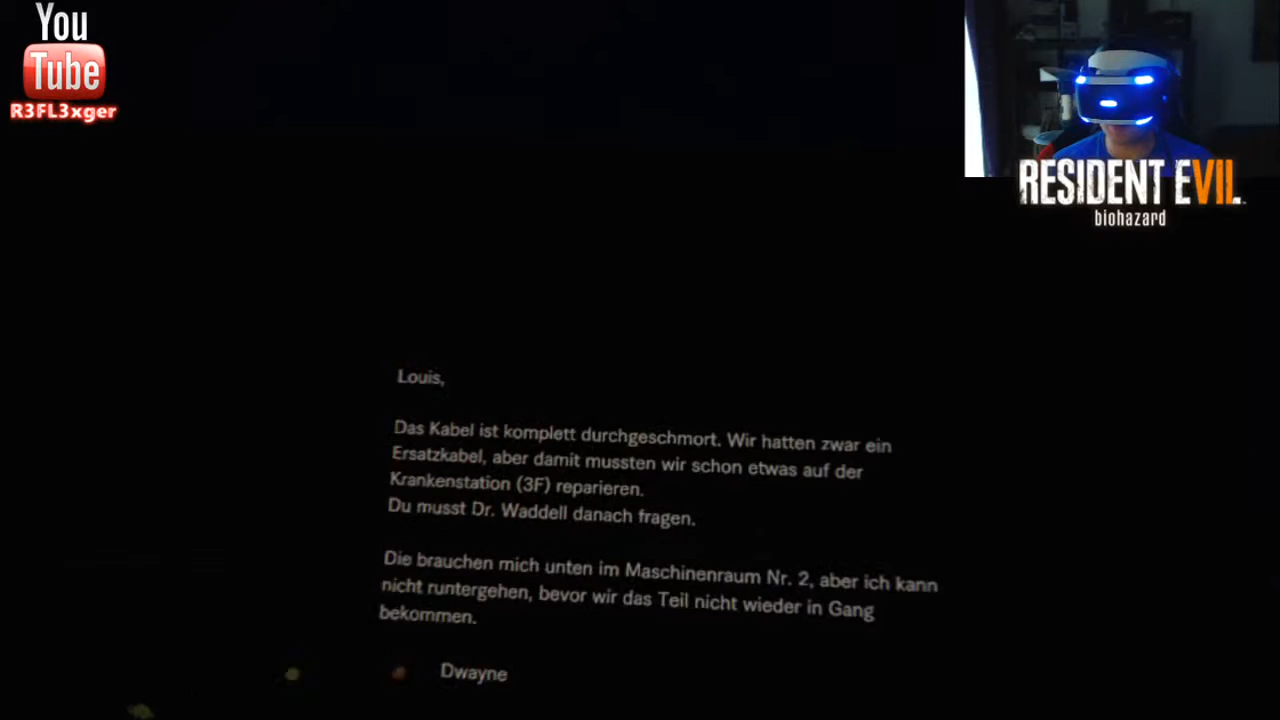 You
Tube
R3FL3xger
RESIDENT EVIL
biohazard
Louis,
Das Kabel ist komplett durchgeschmort. Wir hatten zwar ein
Ersatzkabel, aber damit mussten wir schon etwas auf der
Krankenstation (3F) reparieren.
Du musst Dr. Waddell danach fragen.
Die brauchen mich unten im Maschinenraum Nr. 2, aber ich kann
nicht runtergehen, bevor wir das Teil nicht wieder in Gang
bekommen.
Dwayne